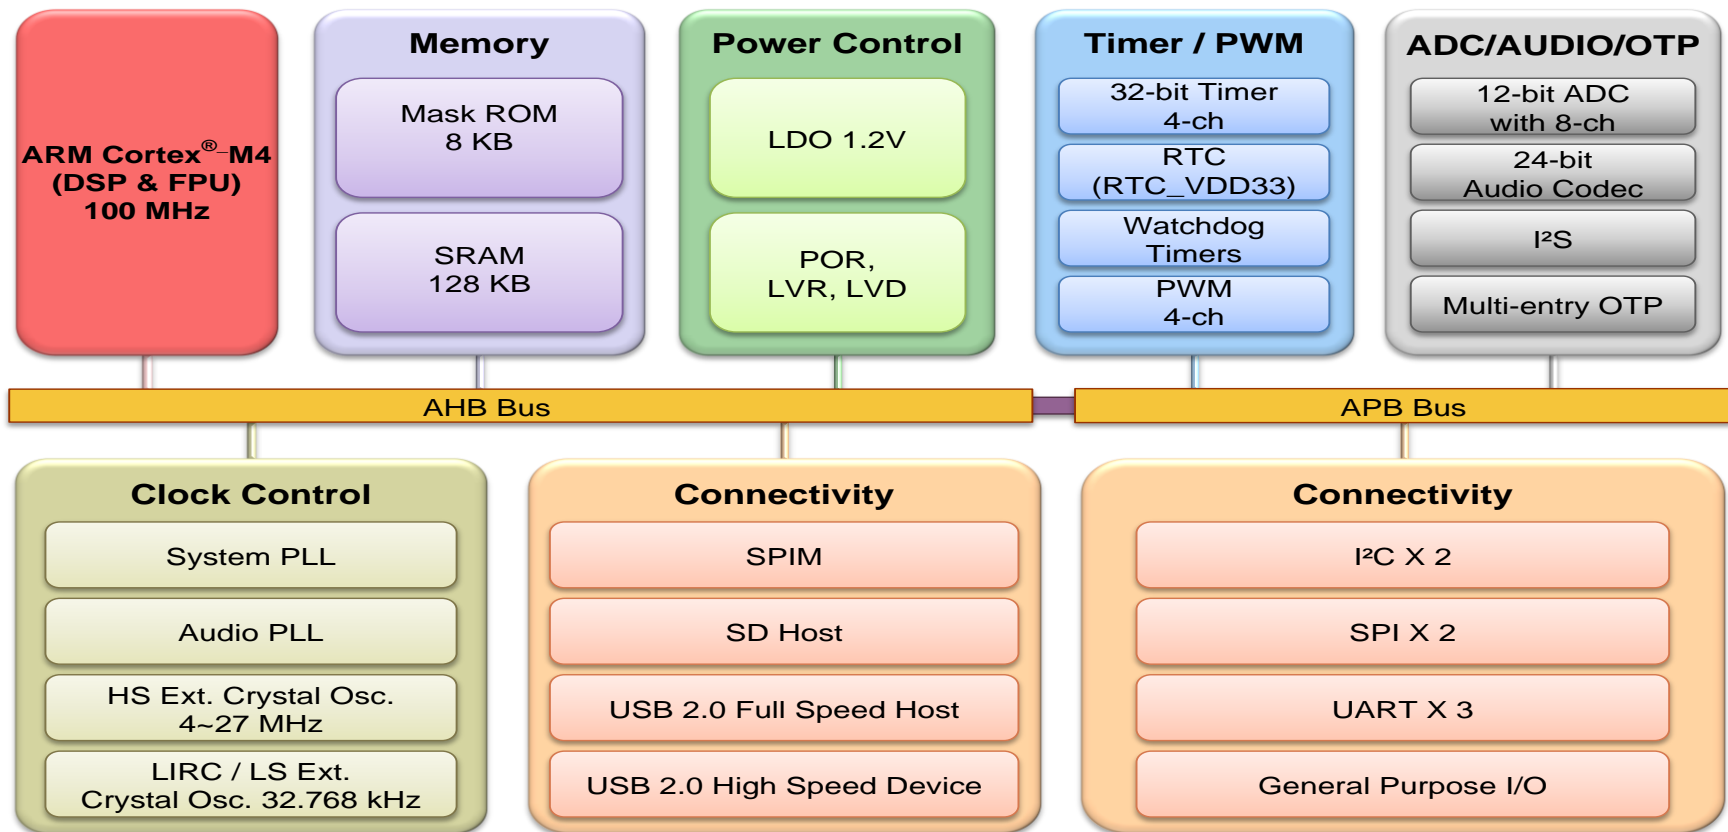 ARM Cortex®-M4
(DSP & FPU)
100 MHz
Memory
Mask ROM
8 KB
SRAM
128 KB
Power Control
LDO 1.2V
POR,
LVR, LVD
Timer / PWM
32-bit Timer
4-ch
RTC
(RTC_VDD33)
Watchdog
Timers
PWM
4-ch
ADC/AUDIO/OTP
12-bit ADC
with 8-ch
24-bit
Audio Codec
I²S
Multi-entry OTP
AHB Bus
APB Bus
Clock Control
System PLL
Audio PLL
HS Ext. Crystal Osc.
4~27 MHz
LIRC / LS Ext.
Crystal Osc. 32.768 kHz
Connectivity
SPIM
SD Host
USB 2.0 Full Speed Host
USB 2.0 High Speed Device
Connectivity
I²C X 2
SPI X 2
UART X 3
General Purpose I/O